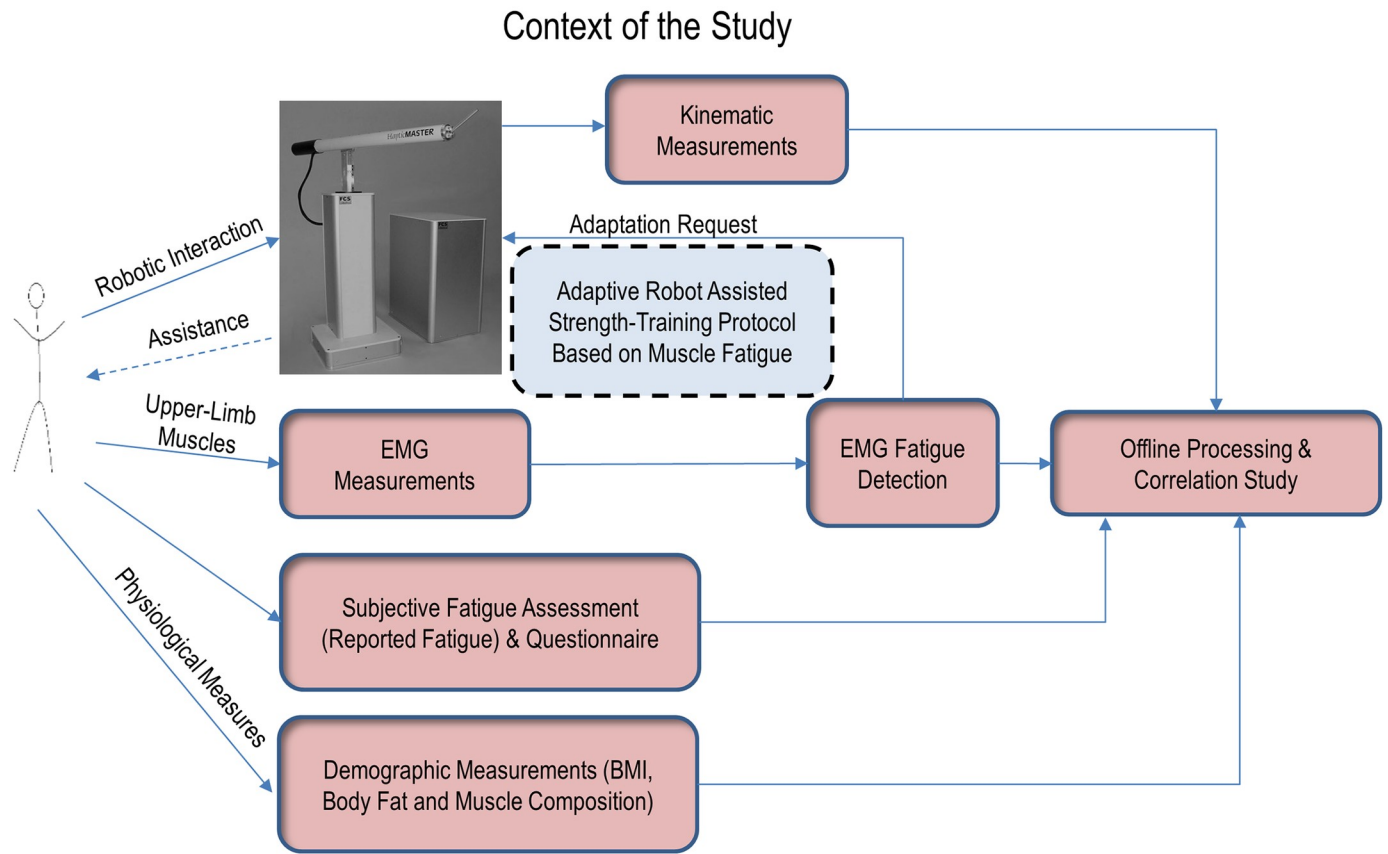 Context of the Study
Kinematic
Measurements
HapticMASTER
FCS
FCS
Robotic Interaction
Adaptation Request
Adaptive Robot Assisted
Strength-Training Protocol
Based on Muscle Fatigue
Assistance
Upper-Limb
Muscles
EMG
Measurements
EMG Fatigue
Detection
Offline Processing &
Correlation Study
Subjective Fatigue Assessment
(Reported Fatigue) & Questionnaire
Physiological Measures
Demographic Measurements (BMI,
Body Fat and Muscle Composition)